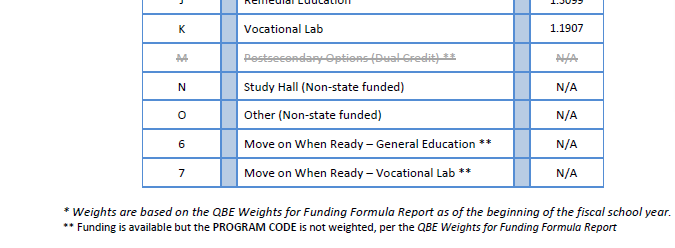 J Remedial Education 1.3099
K Vocational Lab 1.1907
M Postsecondary Options (Dual Credit) ** N/A
N Study Hall (Non-state funded) N/A
O Other (Non-state funded) N/A
6 Move on When Ready – General Education ** N/A
7 Move on When Ready – Vocational Lab ** N/A
* Weights are based on the QBE Weights for Funding Formula Report as of the beginning of the fiscal school year.
** Funding is available but the PROGRAM CODE is not weighted, per the QBE Weights for Funding Formula Report